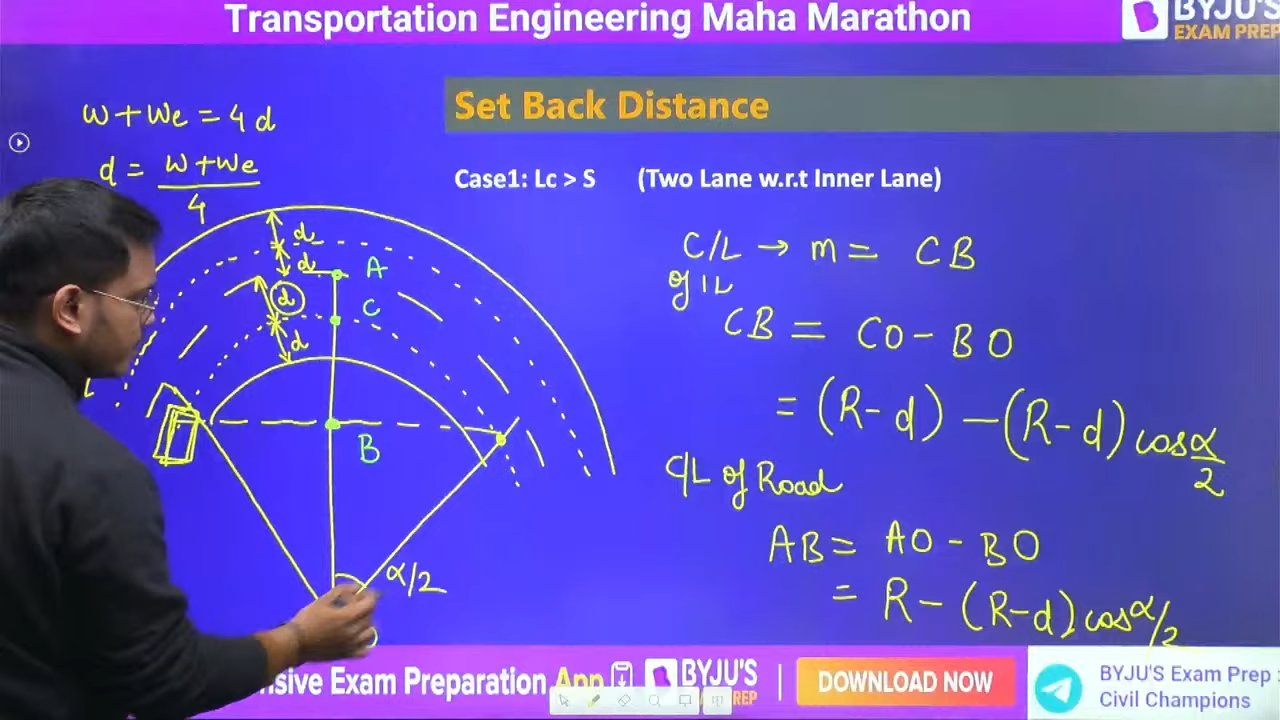 Transportation Engineering Maha Marathon
BYJU'S
EXAM PREP
Set Back Distance
w + we = 4d
d = w + we / 4
Case1: Lc > S (Two Lane w.r.t Inner Lane)
C/L → m = CB
of IL
CB = CO - BO
= (R-d) - (R-d) cos α/2
C/L of Road
AB = AO - BO
= R - (R-d) cos α/2
d
d
A
d
C
d
B
α/2
nsive Exam Preparation App
BYJU'S
PREP
DOWNLOAD NOW
BYJU'S Exam Prep :
Civil Champions